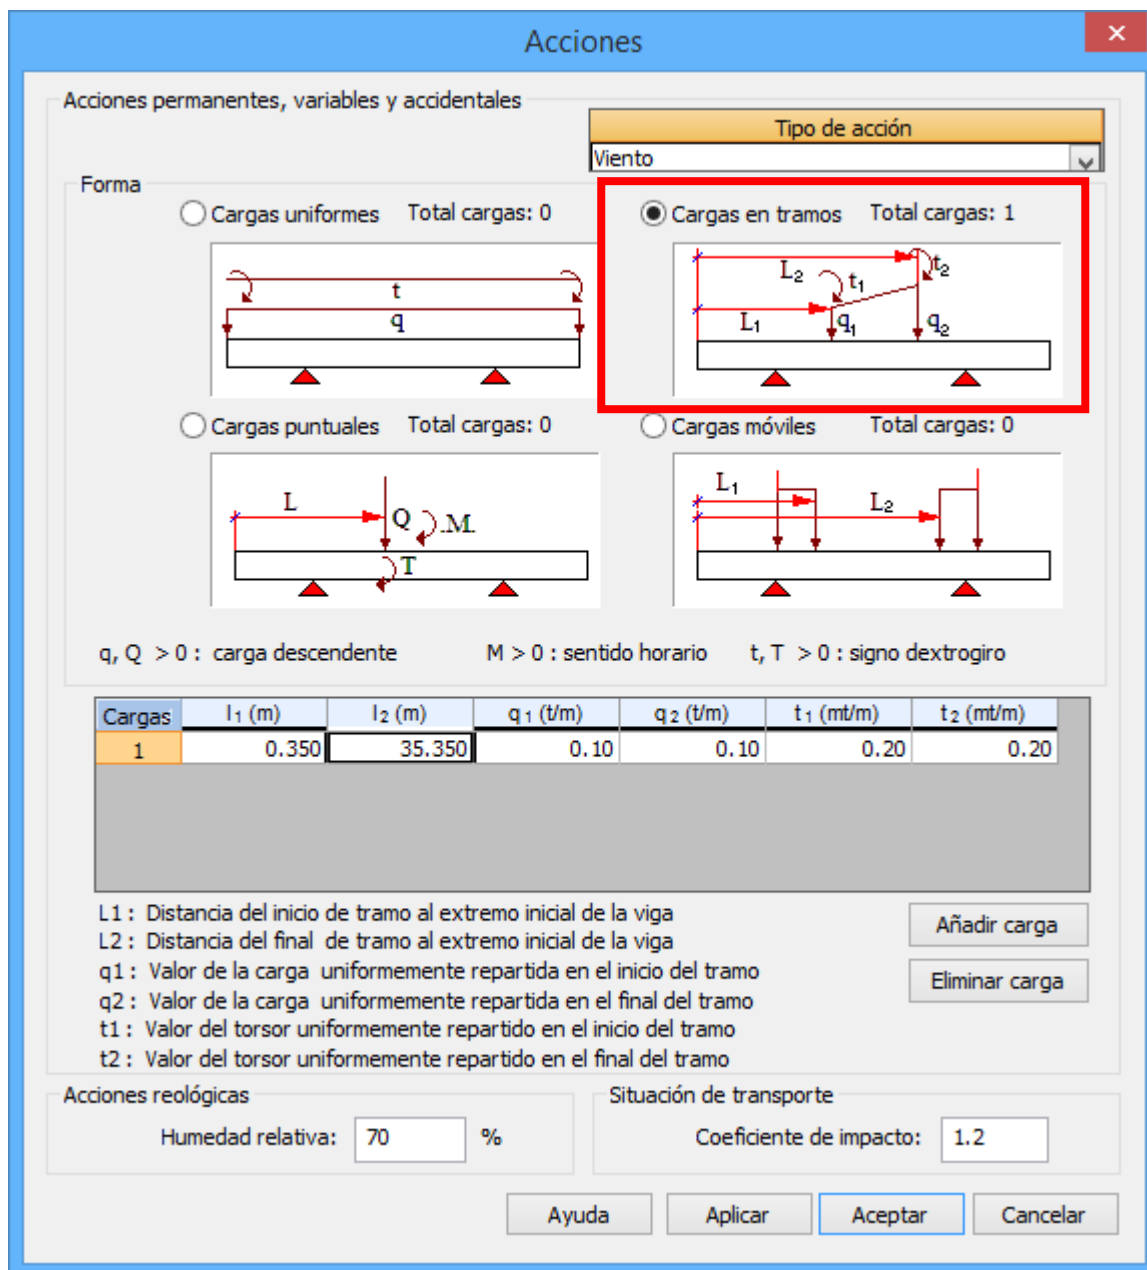 Acciones
Acciones permanentes, variables y accidentales
Tipo de acción
Viento
Forma
Cargas uniformes Total cargas: 0
t
q
Cargas en tramos Total cargas: 1
L2 t1 t2
L1 q1 q2
Cargas puntuales Total cargas: 0
L Q .M.
T
Cargas móviles Total cargas: 0
L1
L2
q, Q > 0 : carga descendente M > 0 : sentido horario t, T > 0 : signo dextrogiro
Cargas l1 (m) l2 (m) q1 (t/m) q2 (t/m) t1 (mt/m) t2 (mt/m)
1 0.350 35.350 0.10 0.10 0.20 0.20
L1 : Distancia del inicio de tramo al extremo inicial de la viga
L2 : Distancia del final de tramo al extremo inicial de la viga
q1 : Valor de la carga uniformemente repartida en el inicio del tramo
q2 : Valor de la carga uniformemente repartida en el final del tramo
t1 : Valor del torsor uniformemente repartido en el inicio del tramo
t2 : Valor del torsor uniformemente repartido en el final del tramo
Añadir carga
Eliminar carga
Acciones reológicas
Humedad relativa: 70 %
Situación de transporte
Coeficiente de impacto: 1.2
Ayuda Aplicar Aceptar Cancelar